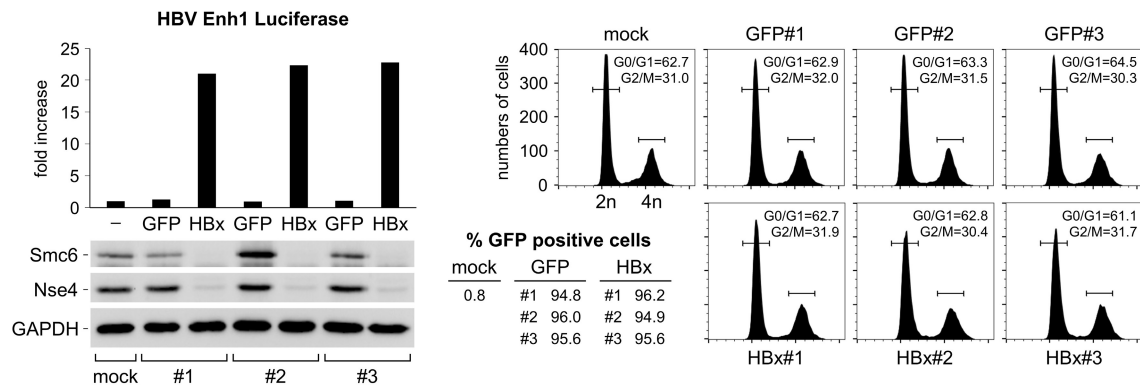 HBV Enh1 Luciferase
fold increase
25
20
15
10
5
0
– GFP HBx GFP HBx GFP HBx
Smc6
Nse4
GAPDH
mock #1 #2 #3
mock GFP#1 GFP#2 GFP#3
numbers of cells
400
300
200
100
0
G0/G1=62.7
G2/M=31.0
G0/G1=62.9
G2/M=32.0
G0/G1=63.3
G2/M=31.5
G0/G1=64.5
G2/M=30.3
2n 4n
% GFP positive cells
mock GFP HBx
0.8 #1 94.8 #1 96.2
#2 96.0 #2 94.9
#3 95.6 #3 95.6
G0/G1=62.7
G2/M=31.9
G0/G1=62.8
G2/M=30.4
G0/G1=61.1
G2/M=31.7
HBx#1 HBx#2 HBx#3